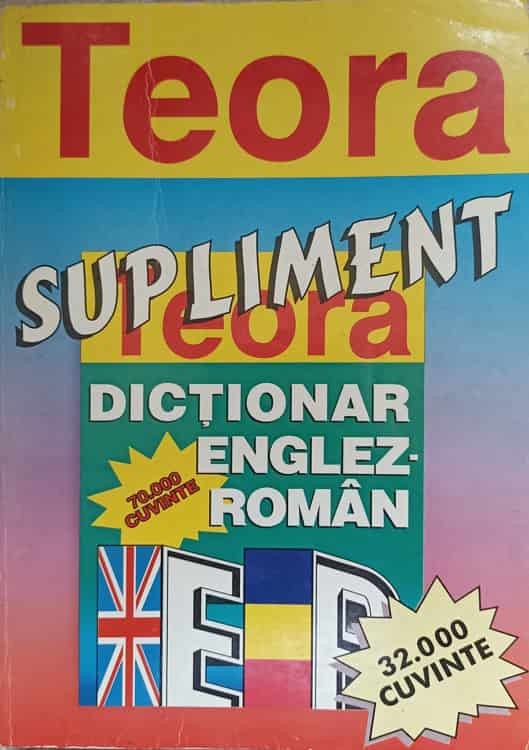 Teora
SUPLIMENT
Teora
DICȚIONAR
ENGLEZ-
ROMÂN
70.000
CUVINTE
E R
32.000
CUVINTE